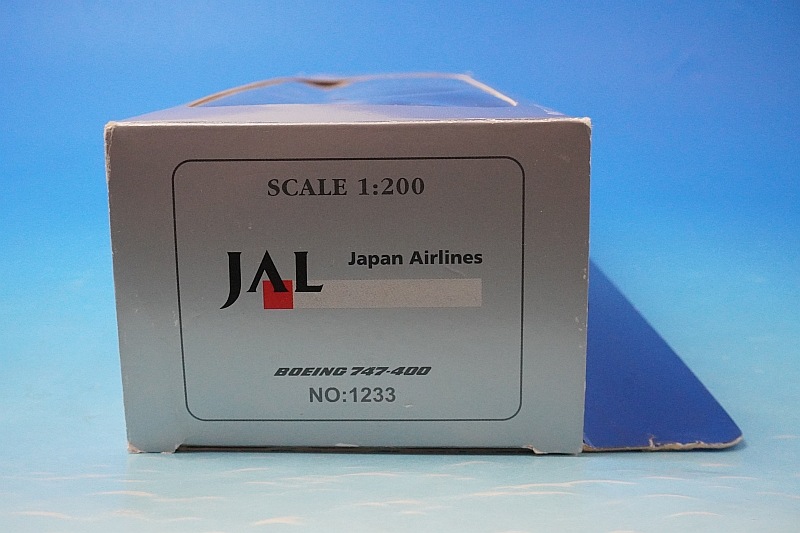 SCALE 1:200
JAL Japan Airlines
BOEING 747-400
NO:1233